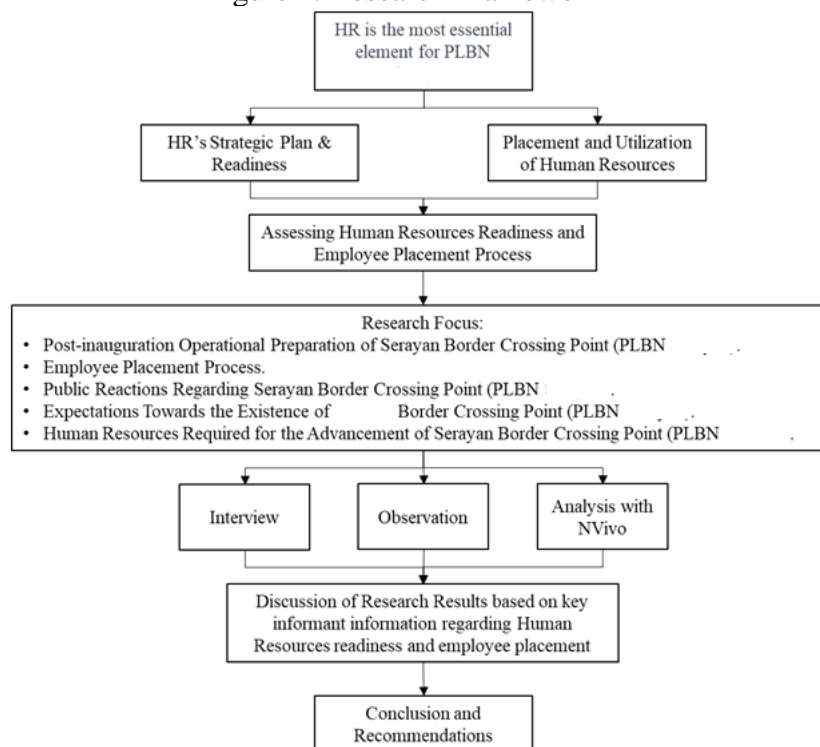 HR is the most essential
element for PLBN
HR's Strategic Plan &
Readiness
Placement and Utilization
of Human Resources
Assessing Human Resources Readiness and
Employee Placement Process
Research Focus:
• Post-inauguration Operational Preparation of Serayan Border Crossing Point (PLBN
• Employee Placement Process.
• Public Reactions Regarding Serayan Border Crossing Point (PLBN
• Expectations Towards the Existence of Border Crossing Point (PLBN
• Human Resources Required for the Advancement of Serayan Border Crossing Point (PLBN
Interview
Observation
Analysis with
NVivo
Discussion of Research Results based on key
informant information regarding Human
Resources readiness and employee placement
Conclusion and
Recommendations